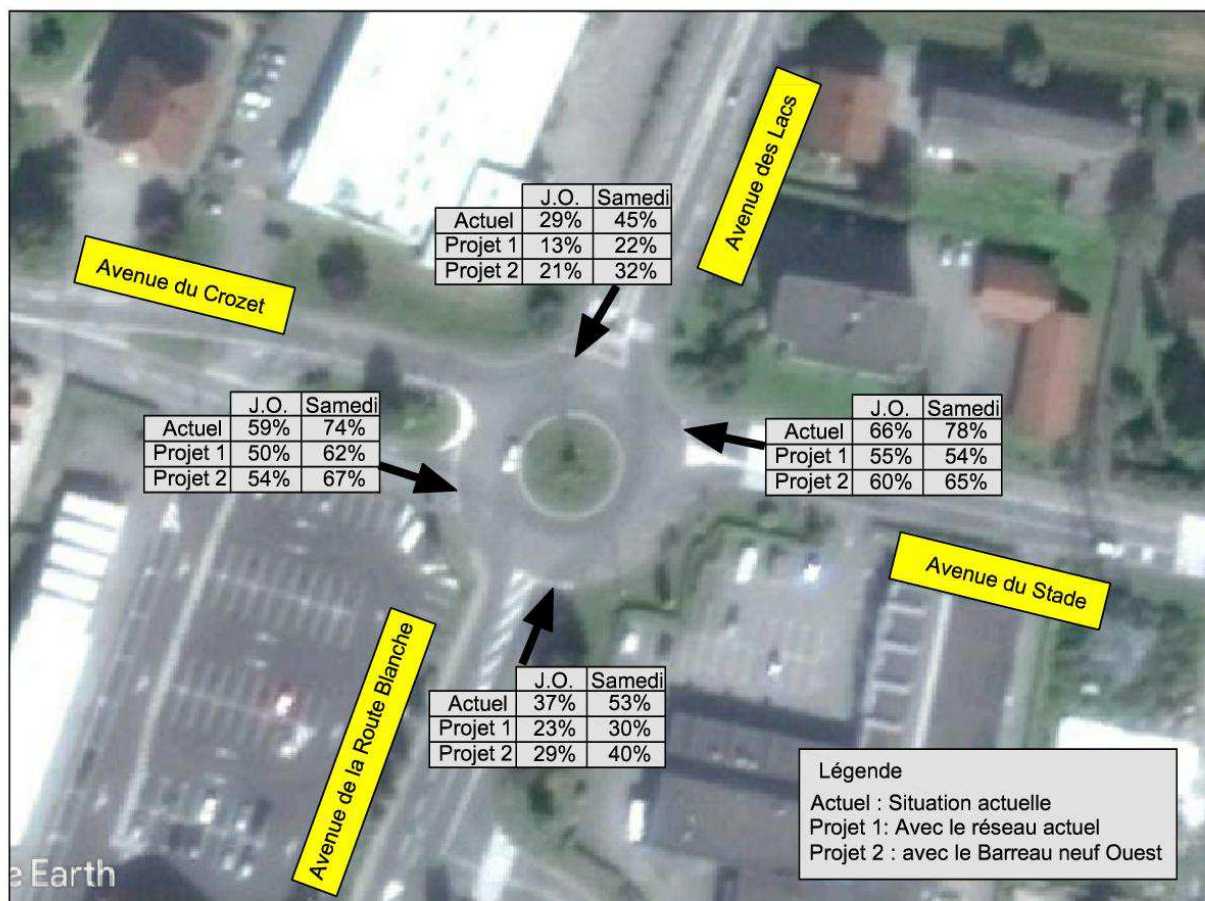 Avenue des Lacs
J.O. Samedi
Actuel 29% 45%
Projet 1 13% 22%
Projet 2 21% 32%
Avenue du Crozet
J.O. Samedi
Actuel 59% 74%
Projet 1 50% 62%
Projet 2 54% 67%
J.O. Samedi
Actuel 66% 78%
Projet 1 55% 54%
Projet 2 60% 65%
Avenue du Stade
Avenue de la Route Blanche
J.O. Samedi
Actuel 37% 53%
Projet 1 23% 30%
Projet 2 29% 40%
Légende
Actuel : Situation actuelle
Projet 1: Avec le réseau actuel
Projet 2 : avec le Barreau neuf Ouest
e Earth